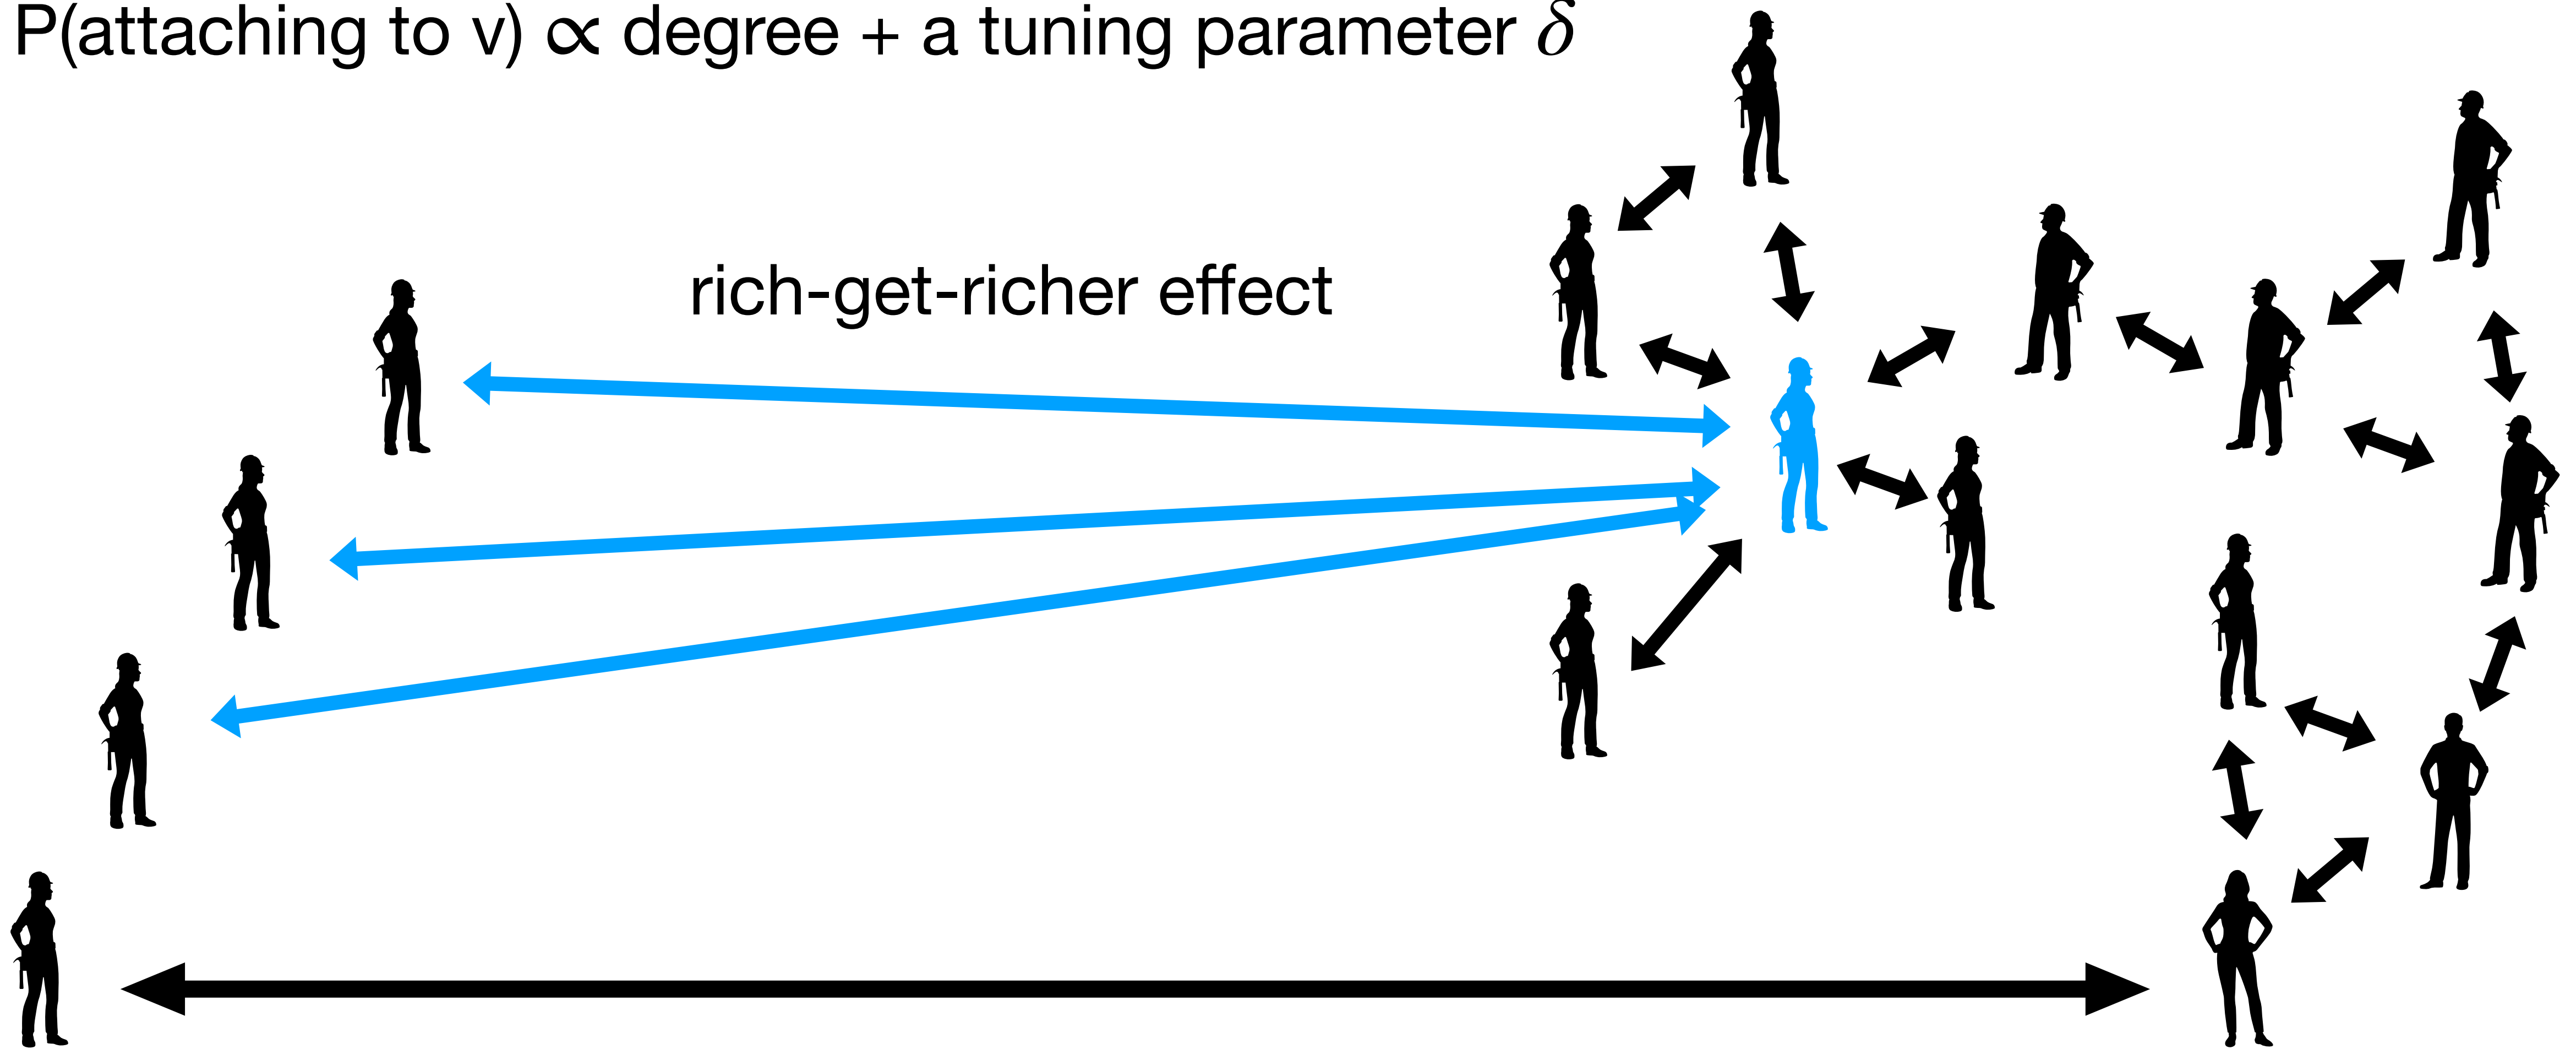 P(attaching to v) ∝ degree + a tuning parameter δ
rich-get-richer effect